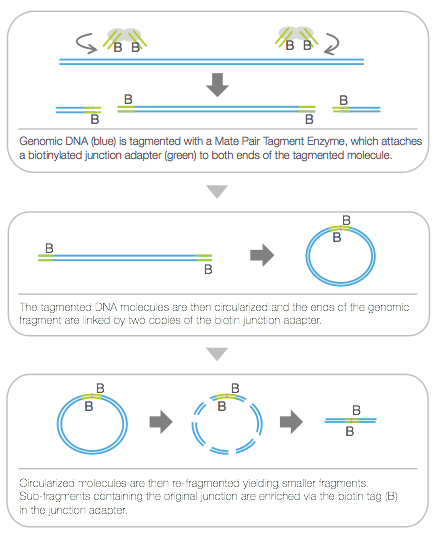 B B B B
B B
B B
Genomic DNA (blue) is tagmented with a Mate Pair Tagment Enzyme, which attaches
a biotinylated junction adapter (green) to both ends of the tagmented molecule.
B B
B
B
The tagmented DNA molecules are then circularized and the ends of the genomic
fragment are linked by two copies of the biotin junction adapter.
B B B
B B B
Circularized molecules are then re-fragmented yielding smaller fragments.
Sub-fragments containing the original junction are enriched via the biotin tag (B)
in the junction adapter.